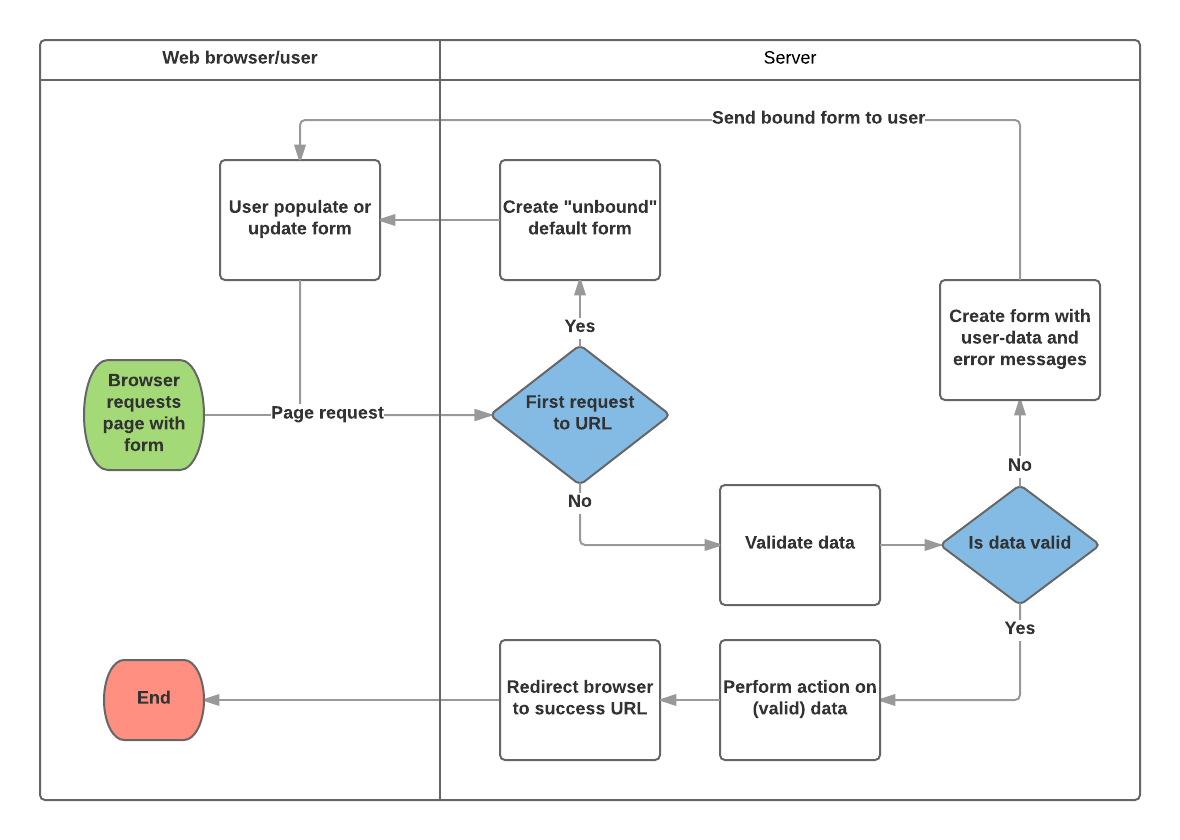 Web browser/user
Server
Send bound form to user
User populate or
update form
Create "unbound"
default form
Yes
Create form with
user-data and
error messages
Browser
requests
page with
form
Page request
First request
to URL
No
No
Validate data
Is data valid
Yes
End
Redirect browser
to success URL
Perform action on
(valid) data